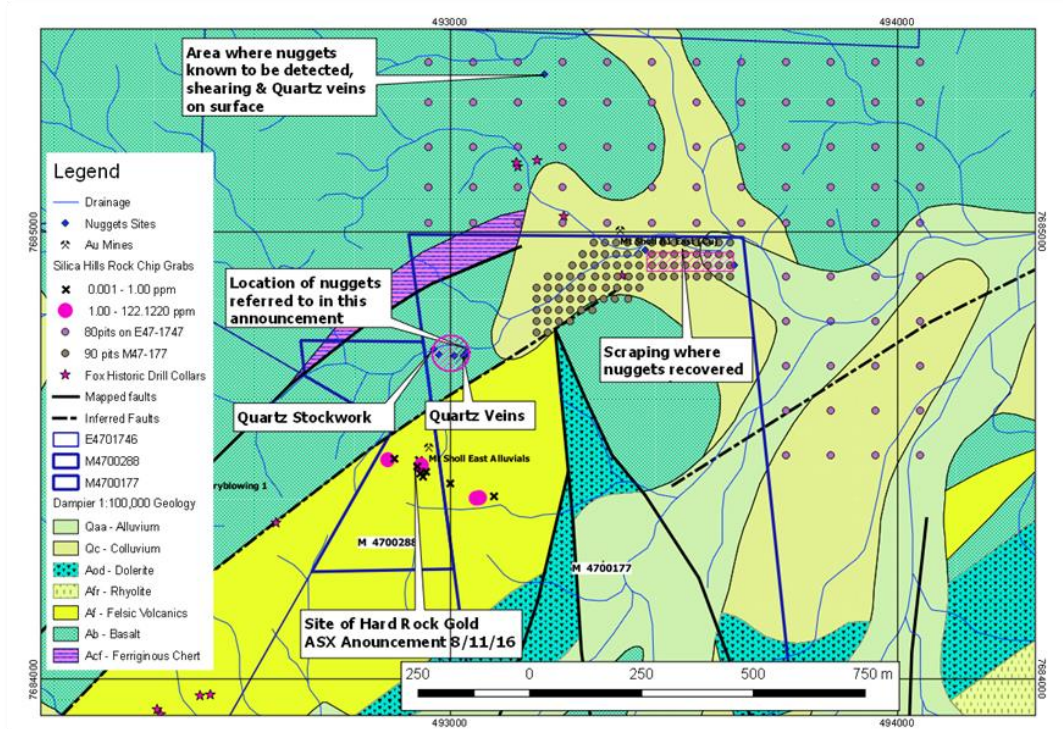 493000
494000
Area where nuggets
known to be detected,
shearing & Quartz veins
on surface
Legend
Drainage
Nuggets Sites
Au Mines
Silica Hills Rock Chip Grabs
0.001 - 1.00 ppm
1.00 - 122.1220 ppm
80pits on E47-1747
90 pits M47-177
Fox Historic Drill Collars
Mapped faults
Inferred Faults
E4701746
M4700288
M4700177
Dampier 1:100,000 Geology
Qaa - Alluvium
Qc - Colluvium
Aod - Dolerite
Afr - Rhyolite
Af - Felsic Volcanics
Ab - Basalt
Acf - Ferriginous Chert
7685000
7685000
Location of nuggets
referred to in this
announcement
Scraping where
nuggets recovered
Quartz Stockwork
Quartz Veins
Mt Sholl East Alluvials
ryblowing 1
M 4700288
M 4700177
Site of Hard Rock Gold
ASX Anouncement 8/11/16
250 0 250 500 750 m
7684000
7684000
493000
494000